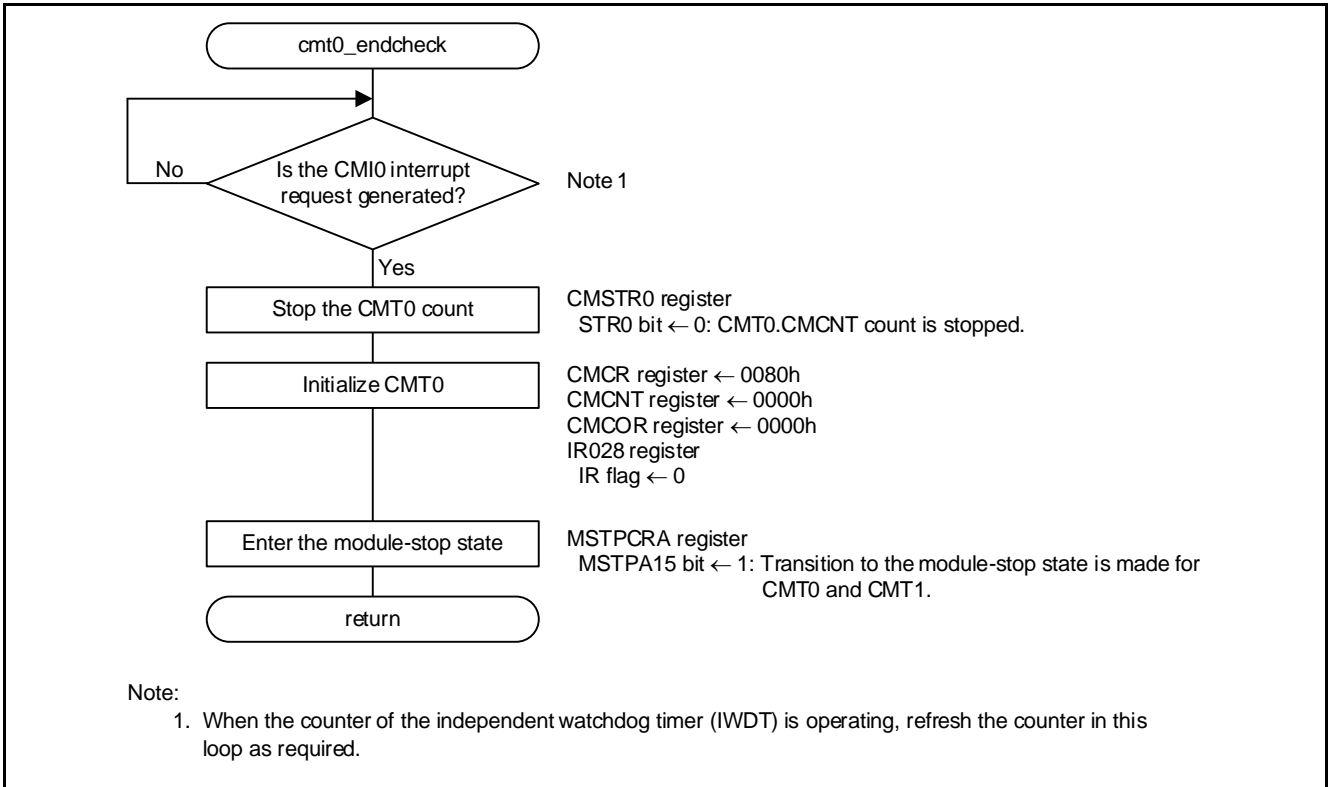 cmt0_endcheck
No
Is the CMI0 interrupt
request generated?
Note 1
Yes
Stop the CMT0 count
CMSTR0 register
STR0 bit ← 0: CMT0.CMCNT count is stopped.
Initialize CMT0
CMCR register ← 0080h
CMCNT register ← 0000h
CMCOR register ← 0000h
IR028 register
IR flag ← 0
Enter the module-stop state
MSTPCRA register
MSTPA15 bit ← 1: Transition to the module-stop state is made for
CMT0 and CMT1.
return
Note:
1. When the counter of the independent watchdog timer (IWDT) is operating, refresh the counter in this
loop as required.